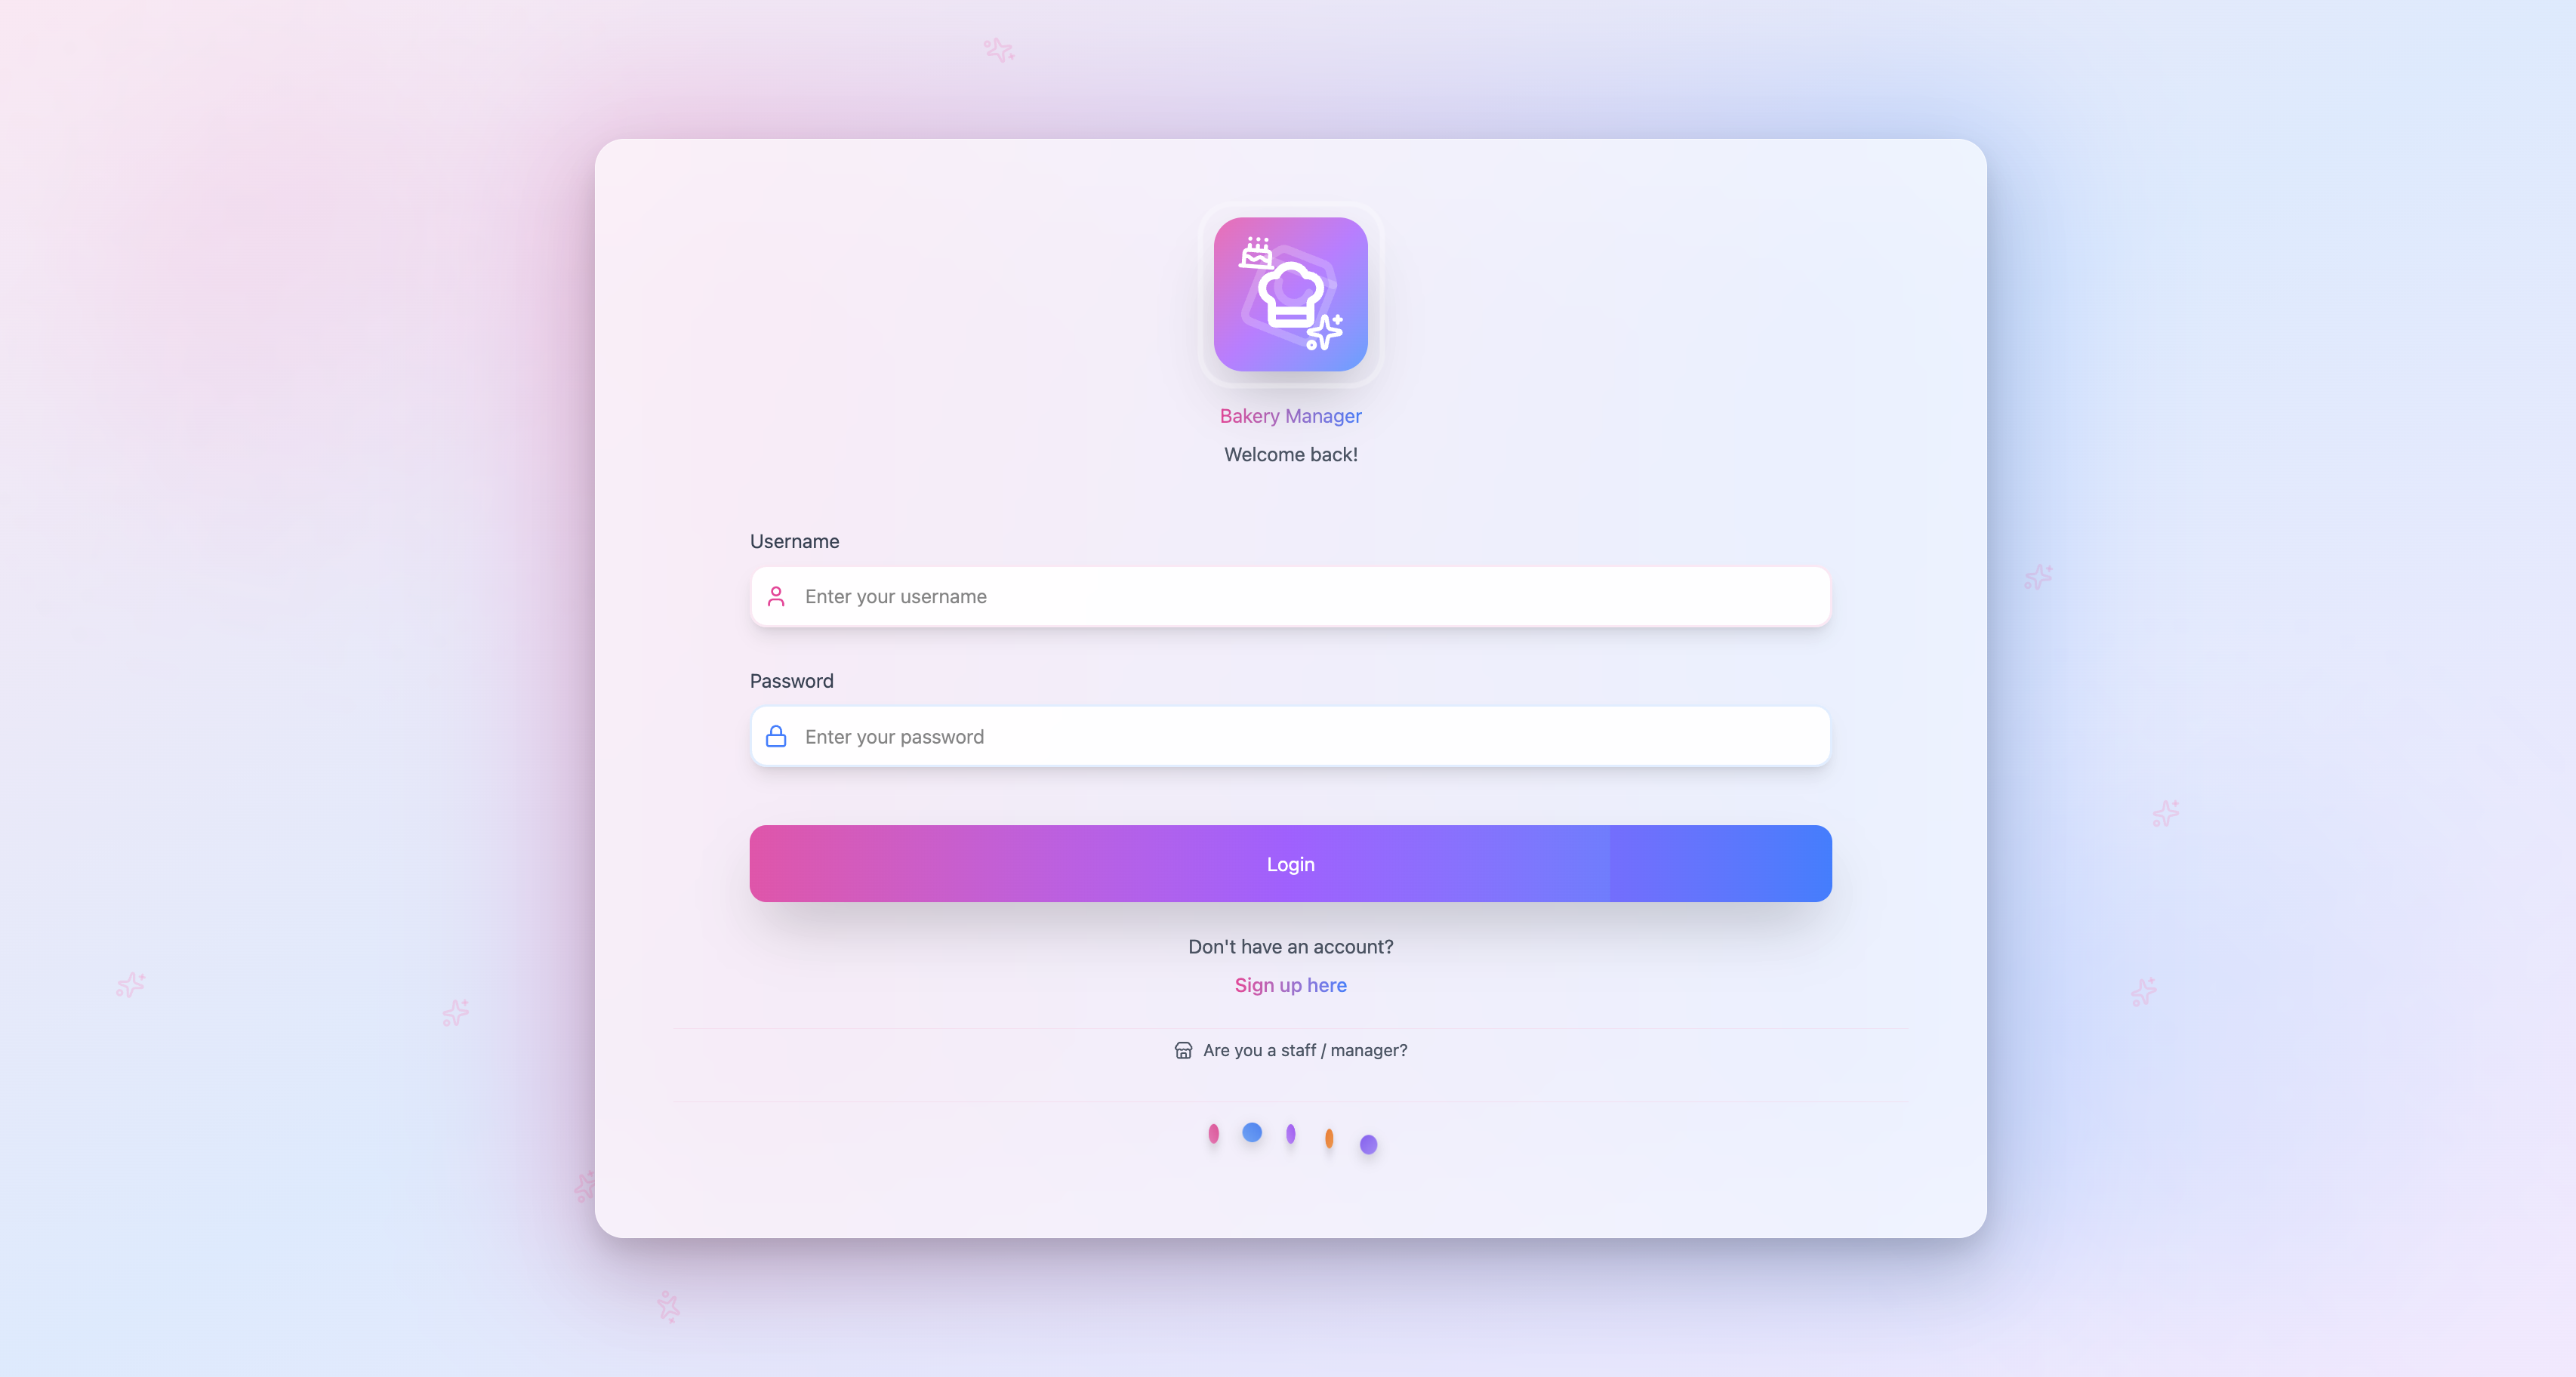 Bakery Manager
Welcome back!
Username
Enter your username
Password
Enter your password
Login
Don't have an account?
Sign up here
Are you a staff / manager?